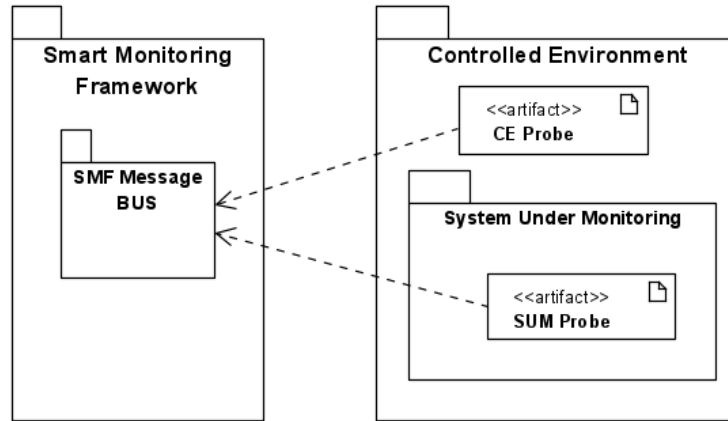 Smart Monitoring
Framework
SMF Message
BUS
Controlled Environment
<<artifact>>
CE Probe
System Under Monitoring
<<artifact>>
SUM Probe